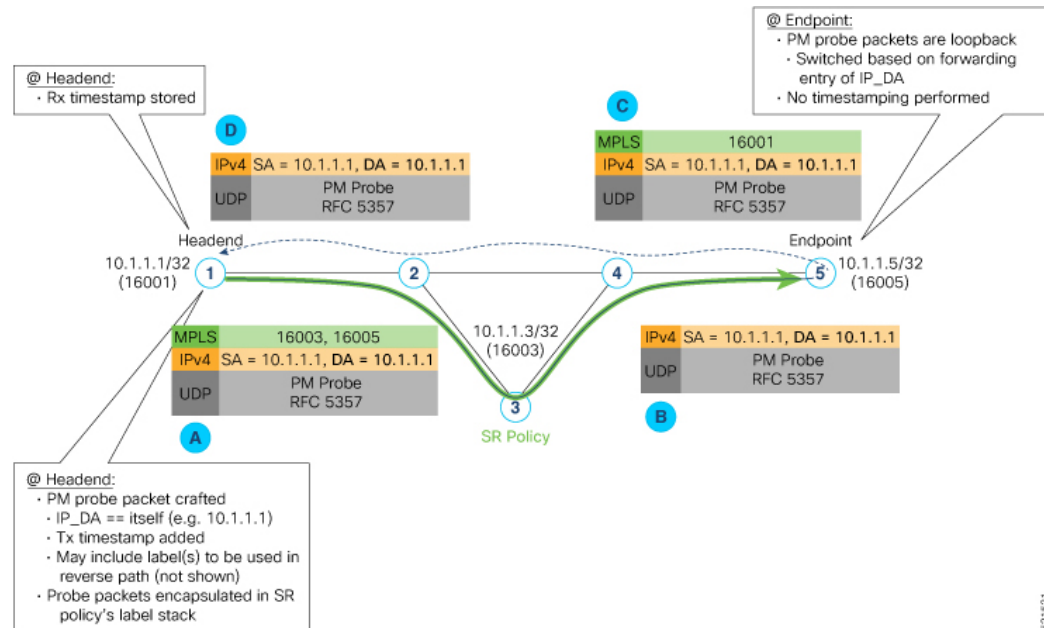 @ Endpoint:
· PM probe packets are loopback
· Switched based on forwarding
entry of IP_DA
· No timestamping performed
@ Headend:
· Rx timestamp stored
D
IPv4 SA = 10.1.1.1, DA = 10.1.1.1
UDP
PM Probe
RFC 5357
C
MPLS 16001
IPv4 SA = 10.1.1.1, DA = 10.1.1.1
UDP
PM Probe
RFC 5357
Headend
10.1.1.1/32
(16001)
1
2
4
Endpoint
5
10.1.1.5/32
(16005)
10.1.1.3/32
(16003)
3
SR Policy
MPLS 16003, 16005
IPv4 SA = 10.1.1.1, DA = 10.1.1.1
UDP
PM Probe
RFC 5357
A
IPv4 SA = 10.1.1.1, DA = 10.1.1.1
UDP
PM Probe
RFC 5357
B
@ Headend:
· PM probe packet crafted
· IP_DA == itself (e.g. 10.1.1.1)
· Tx timestamp added
· May include label(s) to be used in
reverse path (not shown)
· Probe packets encapsulated in SR
policy's label stack